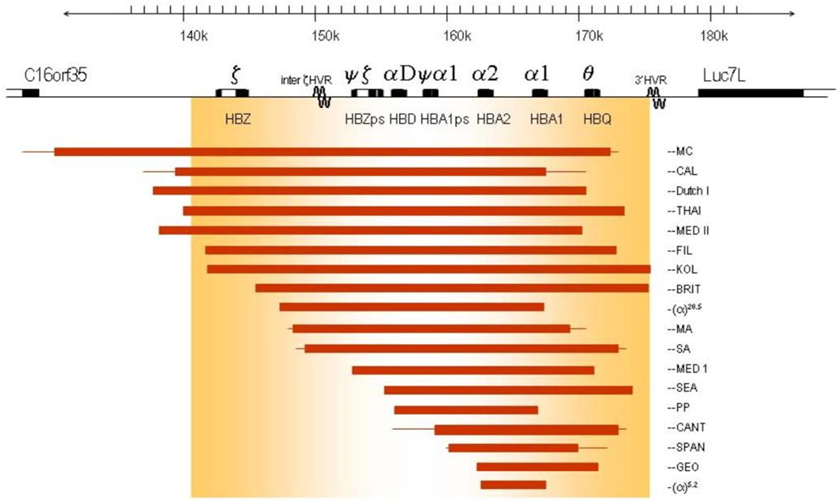 140k 150k 160k 170k 180k
C16orf35 ζ inter ζHVR ψζ αD ψα1 α2 α1 θ 3'HVR Luc7L
HBZ HBZps HBD HBA1ps HBA2 HBA1 HBQ
--MC
--CAL
--Dutch I
--THAI
--MED II
--FIL
--KOL
--BRIT
-(α)20.5
--MA
--SA
--MED 1
--SEA
--PP
--CANT
--SPAN
--GEO
-(α)5.2